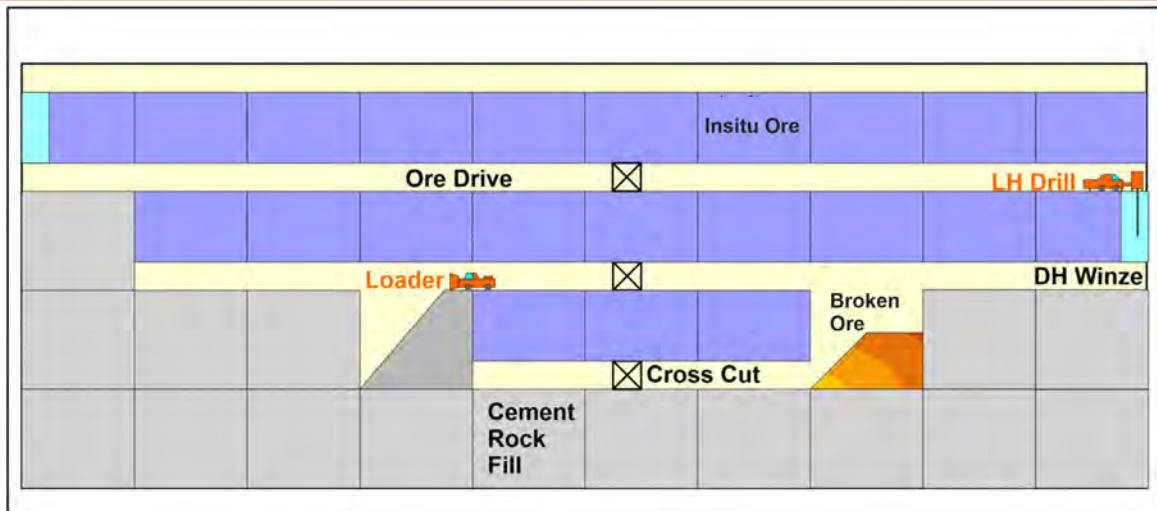 Insitu Ore
Ore Drive
LH Drill
Loader
DH Winze
Broken
Ore
Cross Cut
Cement
Rock
Fill